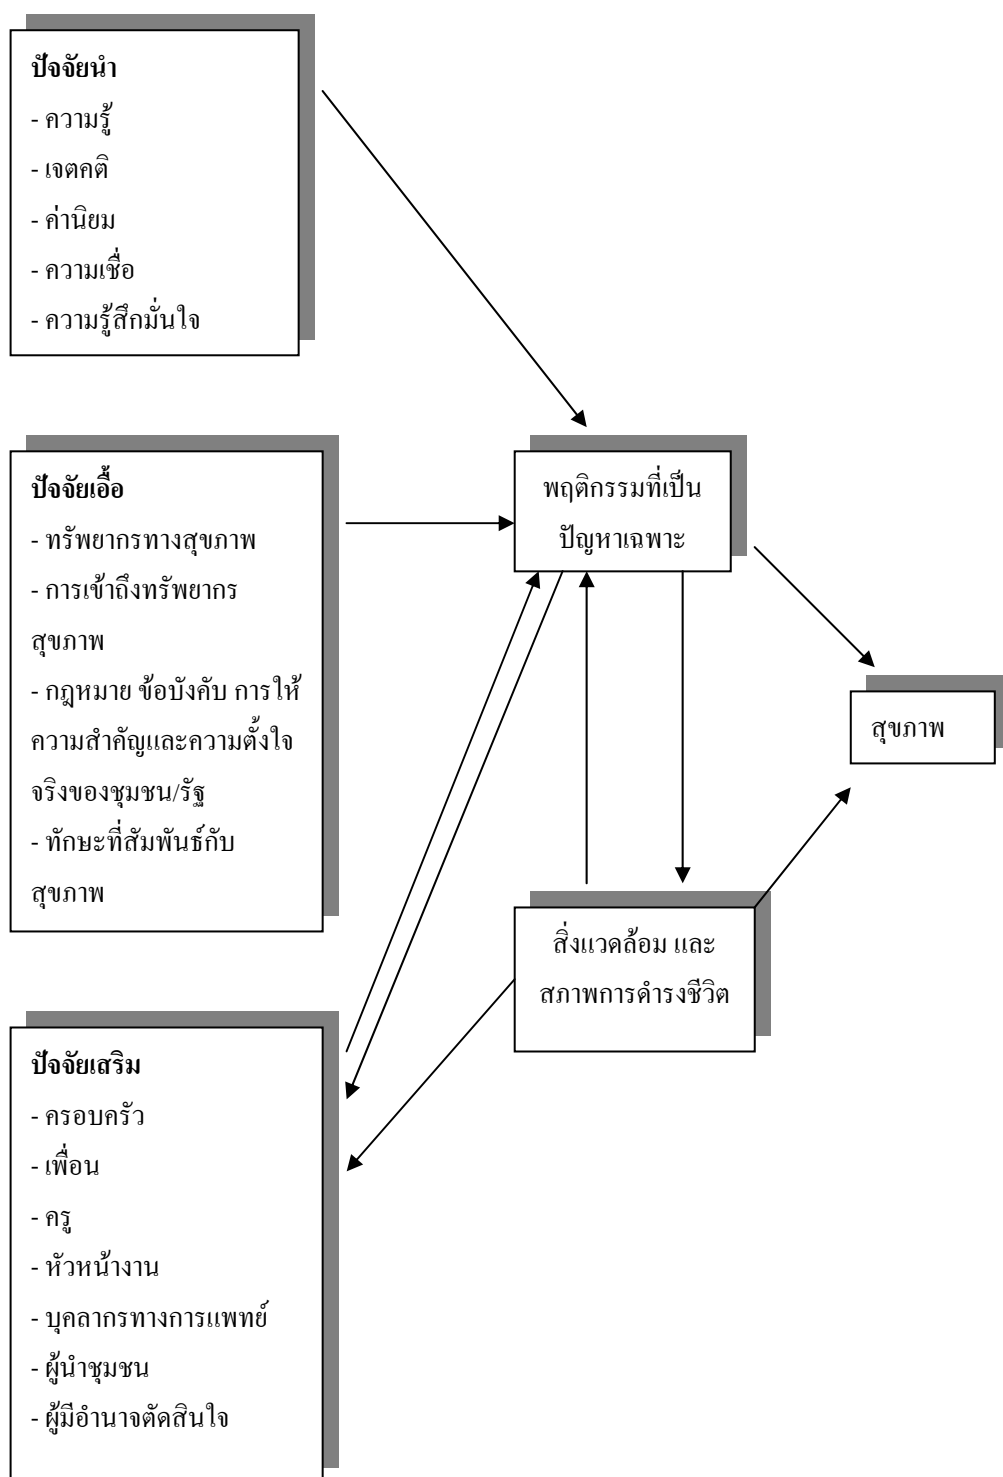 ปัจจัยนำ
- ความรู้
- เจตคติ
- ค่านิยม
- ความเชื่อ
- ความรู้สึกมั่นใจ
ปัจจัยเอื้อ
- ทรัพยากรทางสุขภาพ
- การเข้าถึงทรัพยากร
สุขภาพ
- กฎหมาย ข้อบังคับ การให้
ความสำคัญและความตั้งใจ
จริงของชุมชน/รัฐ
- ทักษะที่สัมพันธ์กับ
สุขภาพ
ปัจจัยเสริม
- ครอบครัว
- เพื่อน
- ครู
- หัวหน้างาน
- บุคลากรทางการแพทย์
- ผู้นำชุมชน
- ผู้มีอำนาจตัดสินใจ
พฤติกรรมที่เป็น
ปัญหาเฉพาะ
สิ่งแวดล้อม และ
สภาพการดำรงชีวิต
สุขภาพ